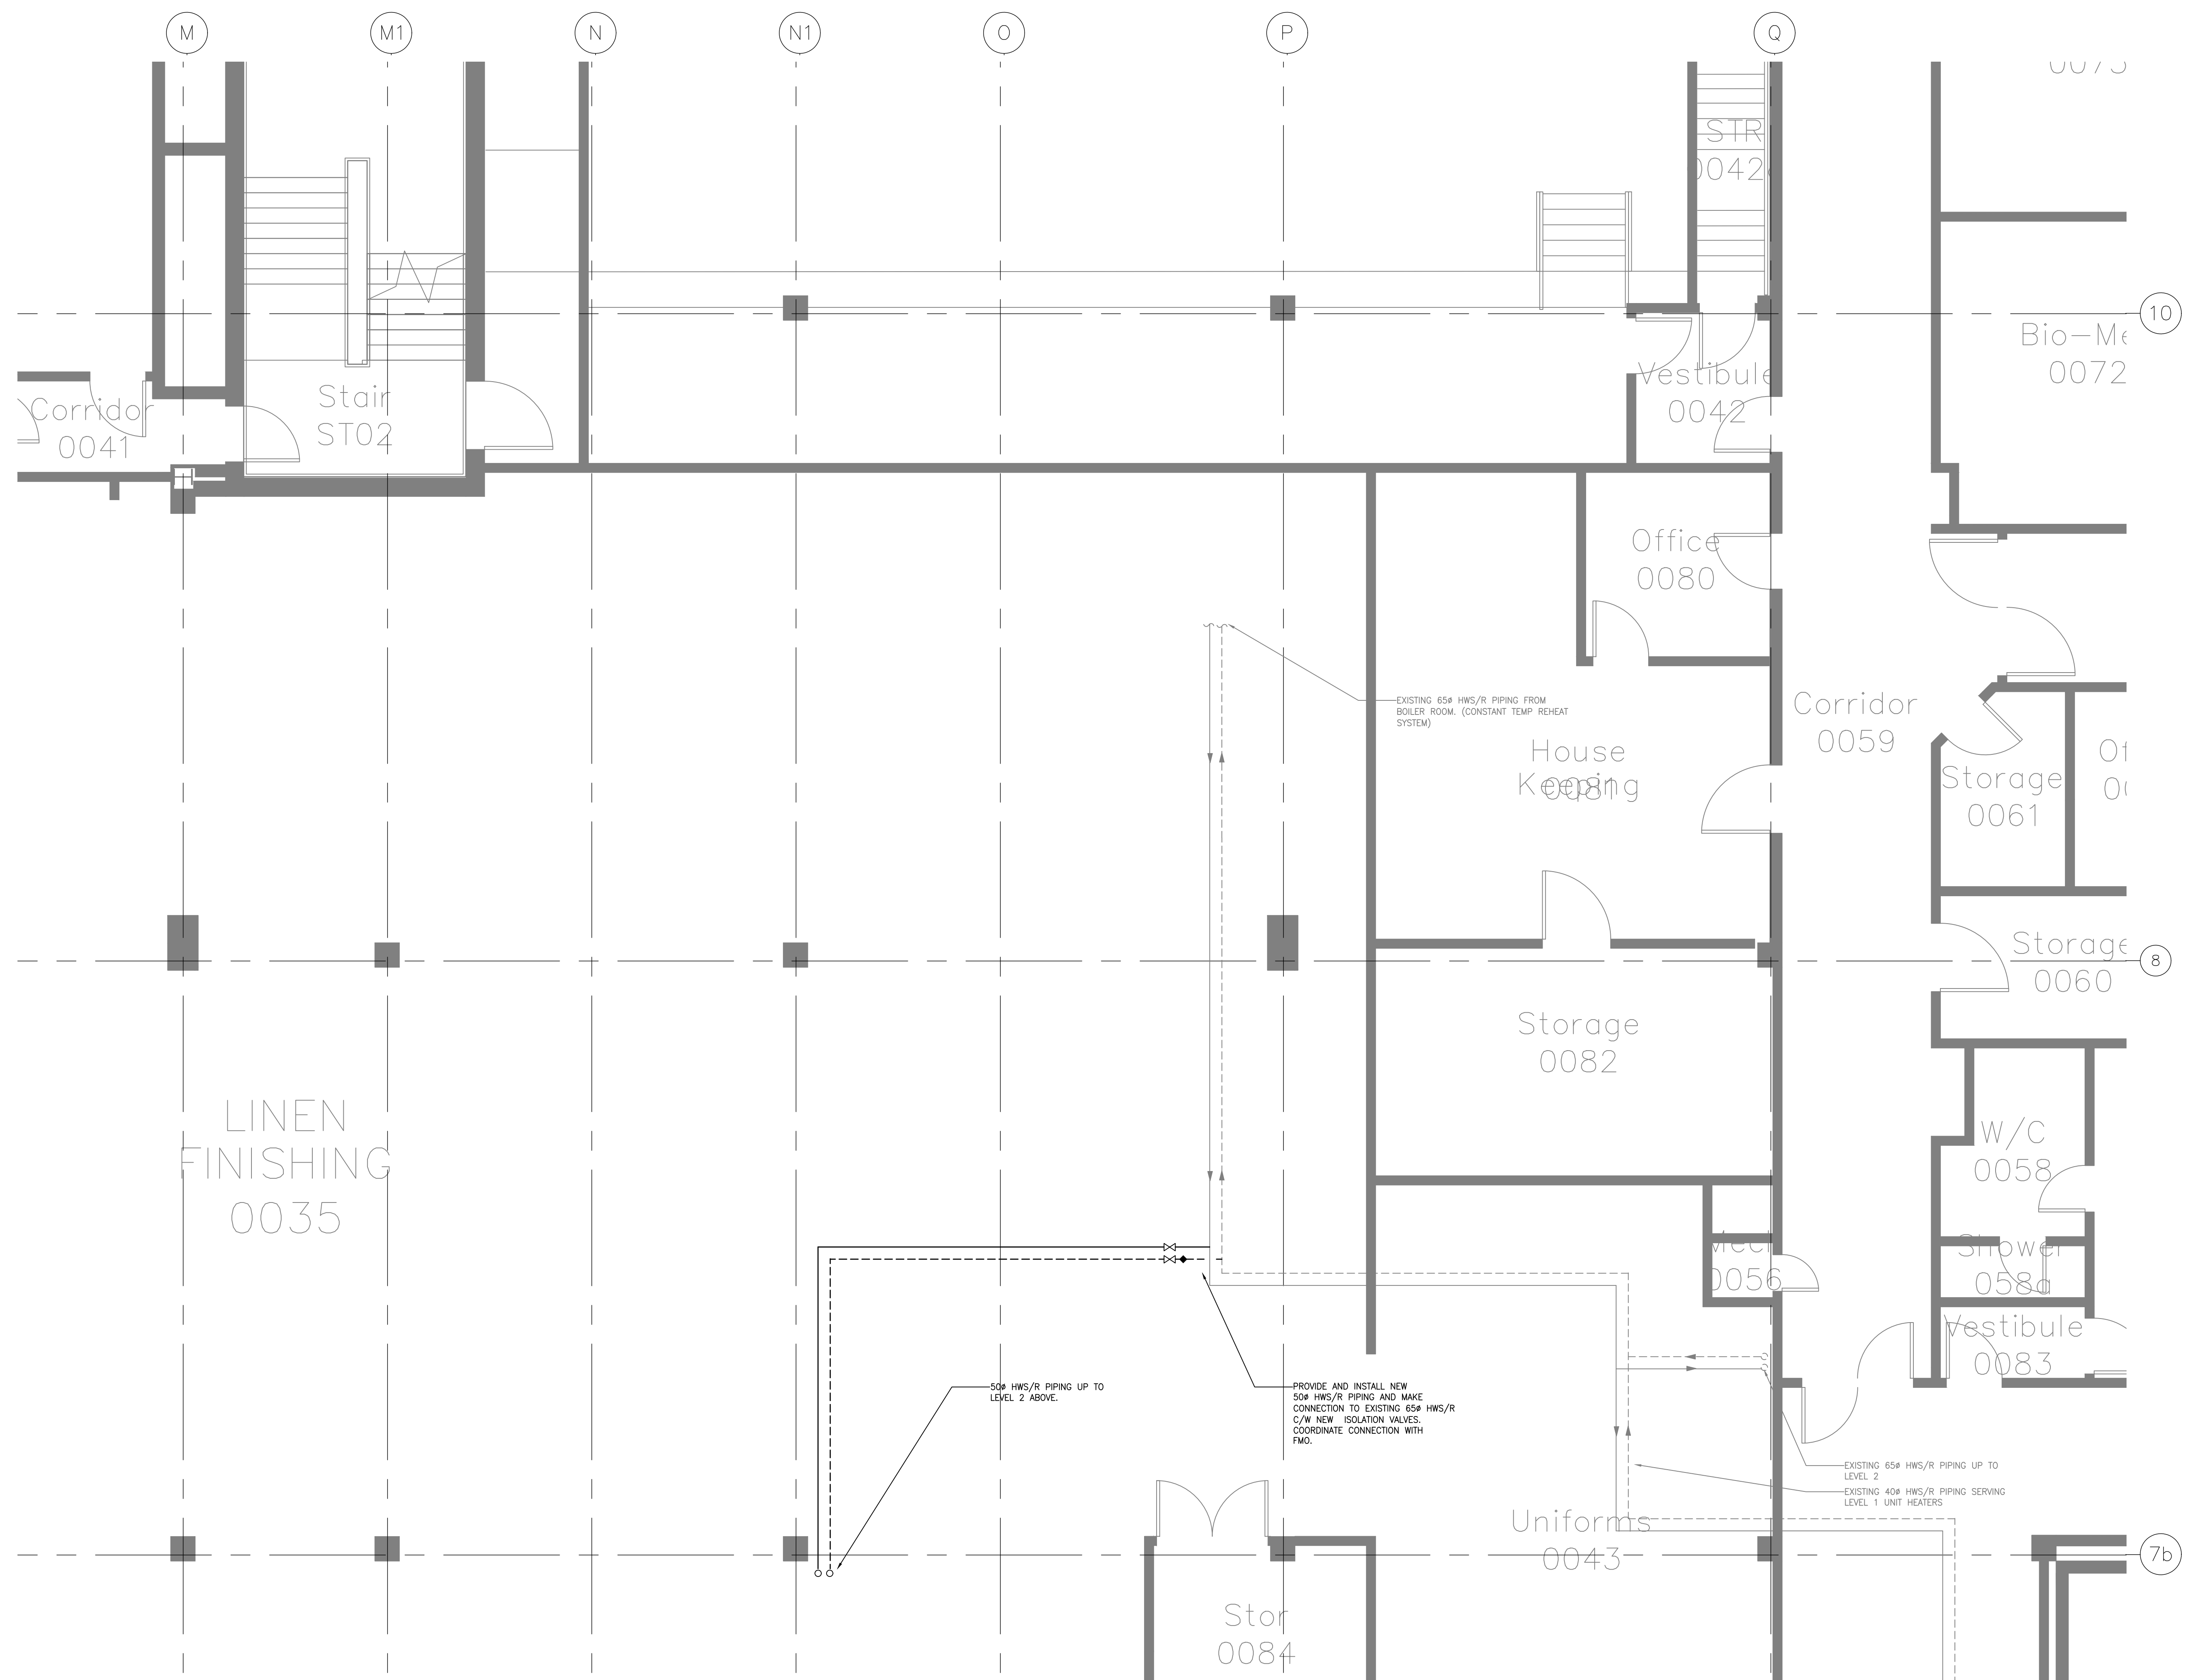 M
M1
N
N1
O
P
Q
STR
10
Bio-Me
0072
Vestibule
0042
Stair
ST02
Corridor
0041
Office
0080
EXISTING 65ø HWS/R PIPING FROM
BOILER ROOM. (CONSTANT TEMP REHEAT
SYSTEM)
Corridor
0059
House
Keeping
0081
Storage
0061
8
Storage
0060
Storage
0082
LINEN
FINISHING
0035
W/C
0058
Mech
0056
Shower
058a
Vestibule
0083
50ø HWS/R PIPING UP TO
LEVEL 2 ABOVE.
PROVIDE AND INSTALL NEW
50ø HWS/R PIPING AND MAKE
CONNECTION TO EXISTING 65ø HWS/R
C/W NEW ISOLATION VALVES.
COORDINATE CONNECTION WITH
FMO.
EXISTING 65ø HWS/R PIPING UP TO
LEVEL 2
EXISTING 40ø HWS/R PIPING SERVING
LEVEL 1 UNIT HEATERS
Uniforms
0043
7b
Stor
0084